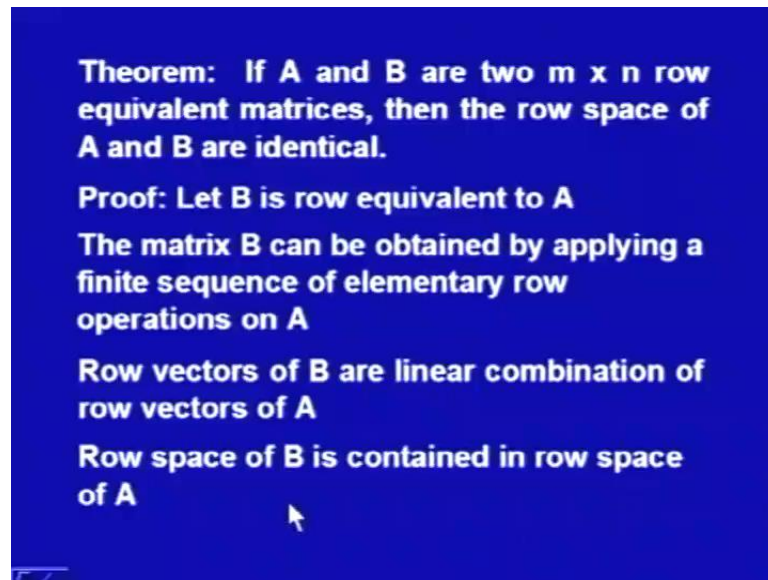 Theorem: If A and B are two m x n row
equivalent matrices, then the row space of
A and B are identical.
Proof: Let B is row equivalent to A
The matrix B can be obtained by applying a
finite sequence of elementary row
operations on A
Row vectors of B are linear combination of
row vectors of A
Row space of B is contained in row space
of A